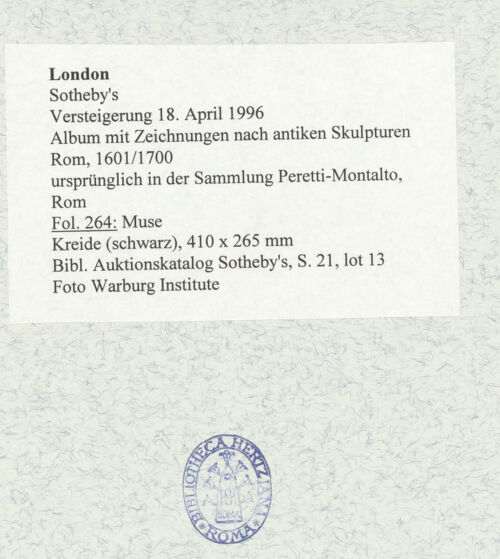 London
Sotheby's
Versteigerung 18. April 1996
Album mit Zeichnungen nach antiken Skulpturen
Rom, 1601/1700
ursprünglich in der Sammlung Peretti-Montalto,
Rom
Fol. 264: Muse
Kreide (schwarz), 410 x 265 mm
Bibl. Auktionskatalog Sotheby's, S. 21, lot 13
Foto Warburg Institute
BIBLIOTHECA HERTZIANA
ROMA
ROMA